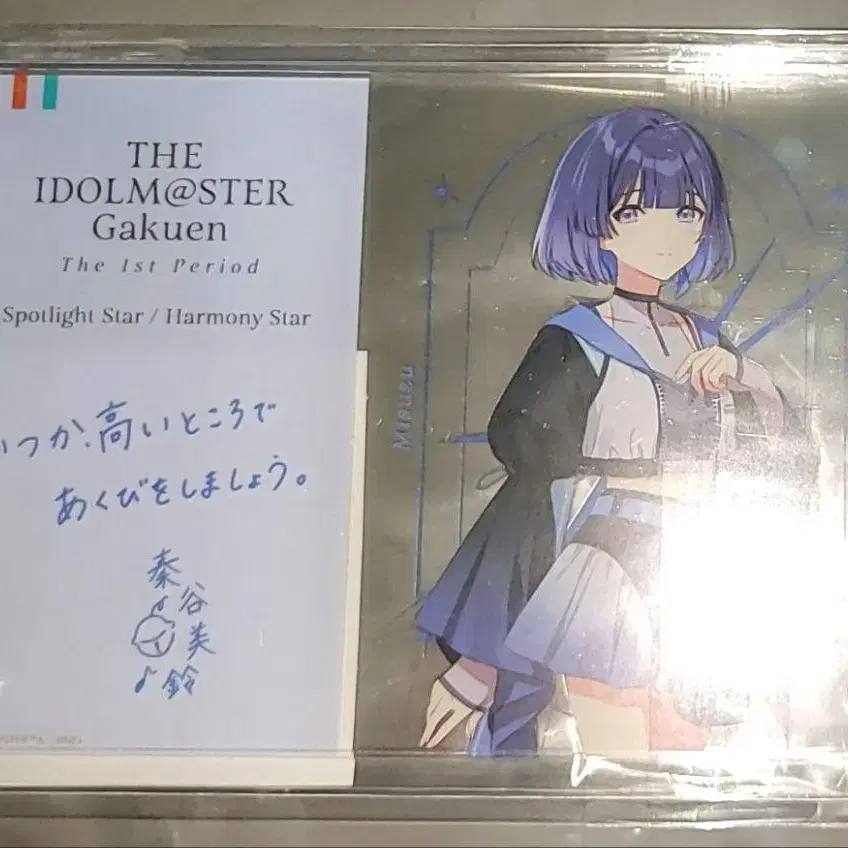 THE
IDOLM@STER
Gakuen
The 1st Period
Spotlight Star / Harmony Star
いつか、高いところで
あくびをしましょう。
秦谷美鈴
Misuzu